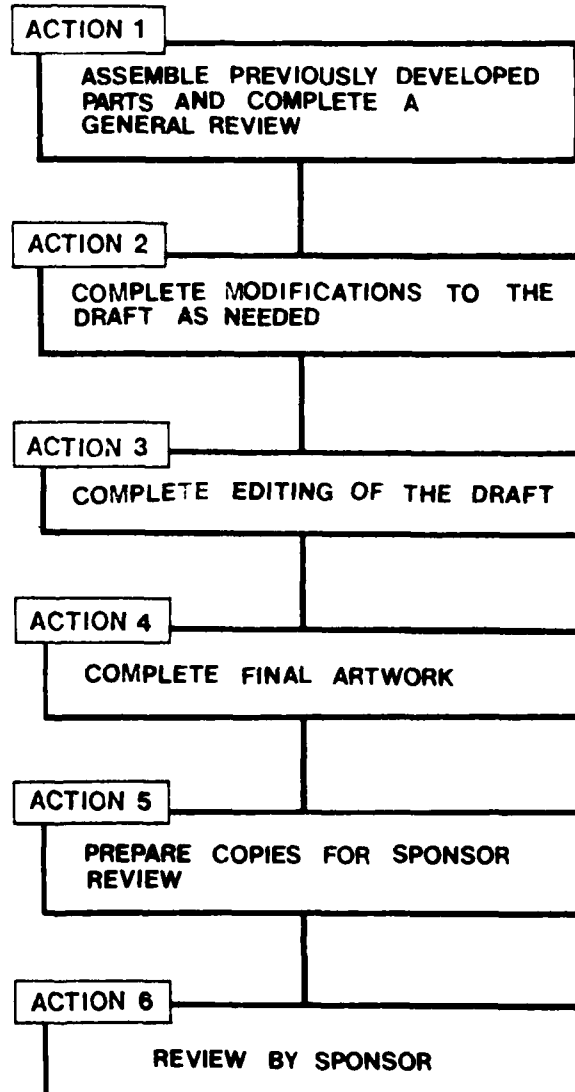 ACTION 1
ASSEMBLE PREVIOUSLY DEVELOPED
PARTS AND COMPLETE A
GENERAL REVIEW
ACTION 2
COMPLETE MODIFICATIONS TO THE
DRAFT AS NEEDED
ACTION 3
COMPLETE EDITING OF THE DRAFT
ACTION 4
COMPLETE FINAL ARTWORK
ACTION 5
PREPARE COPIES FOR SPONSOR
REVIEW
ACTION 6
REVIEW BY SPONSOR